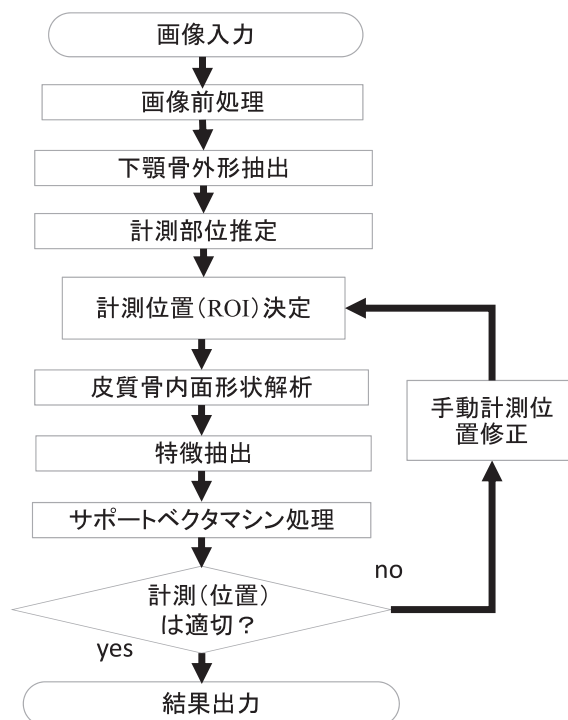 画像入力
画像前処理
下顎骨外形抽出
計測部位推定
計測位置（ROI）決定
皮質骨内面形状解析
手動計測位
置修正
特徴抽出
サポートベクタマシン処理
no
計測（位置）
は適切？
yes
結果出力